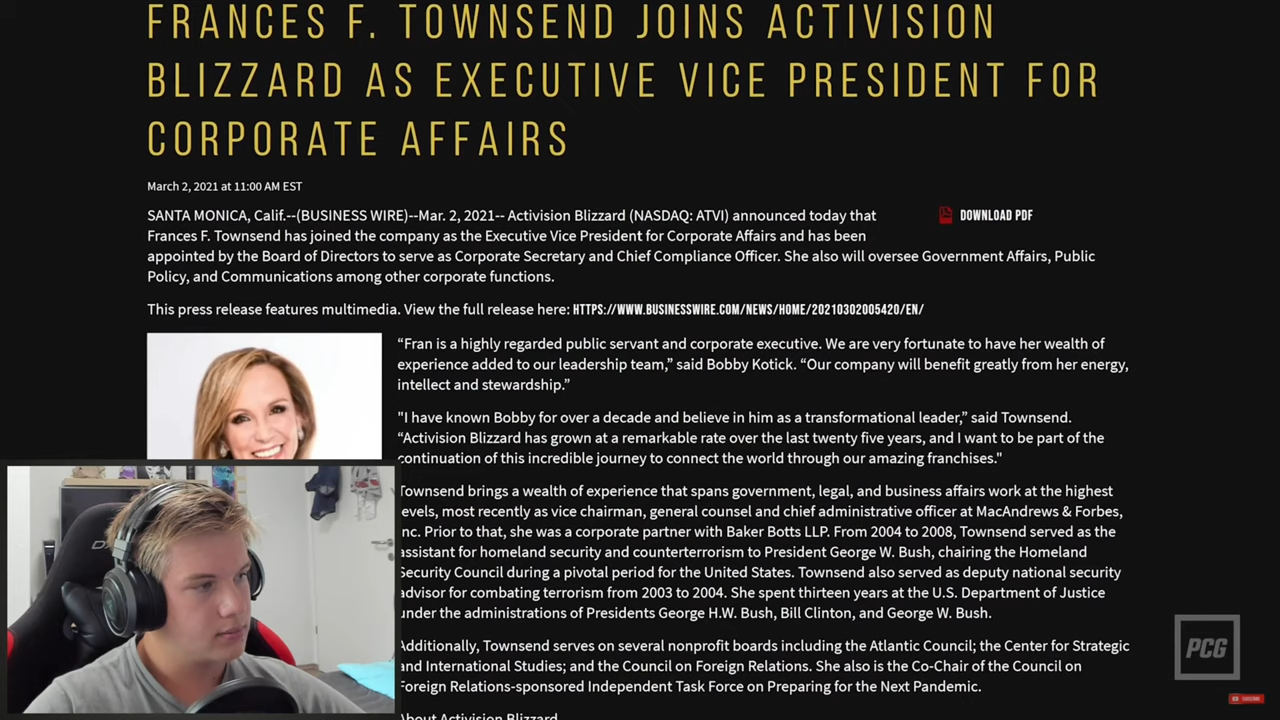 FRANCES F. TOWNSEND JOINS ACTIVISION
BLIZZARD AS EXECUTIVE VICE PRESIDENT FOR
CORPORATE AFFAIRS
March 2, 2021 at 11:00 AM EST
SANTA MONICA, Calif.--(BUSINESS WIRE)--Mar. 2, 2021-- Activision Blizzard (NASDAQ: ATVI) announced today that
DOWNLOAD PDF
Frances F. Townsend has joined the company as the Executive Vice President for Corporate Affairs and has been
appointed by the Board of Directors to serve as Corporate Secretary and Chief Compliance Officer. She also will oversee Government Affairs, Public
Policy, and Communications among other corporate functions.
This press release features multimedia. View the full release here: HTTPS://WWW.BUSINESSWIRE.COM/NEWS/HOME/20210302005420/EN/
“Fran is a highly regarded public servant and corporate executive. We are very fortunate to have her wealth of
experience added to our leadership team,” said Bobby Kotick. “Our company will benefit greatly from her energy,
intellect and stewardship.”
"I have known Bobby for over a decade and believe in him as a transformational leader,” said Townsend.
“Activision Blizzard has grown at a remarkable rate over the last twenty five years, and I want to be part of the
continuation of this incredible journey to connect the world through our amazing franchises."
Townsend brings a wealth of experience that spans government, legal, and business affairs work at the highest
levels, most recently as vice chairman, general counsel and chief administrative officer at MacAndrews & Forbes,
Inc. Prior to that, she was a corporate partner with Baker Botts LLP. From 2004 to 2008, Townsend served as the
assistant for homeland security and counterterrorism to President George W. Bush, chairing the Homeland
Security Council during a pivotal period for the United States. Townsend also served as deputy national security
advisor for combating terrorism from 2003 to 2004. She spent thirteen years at the U.S. Department of Justice
under the administrations of Presidents George H.W. Bush, Bill Clinton, and George W. Bush.
Additionally, Townsend serves on several nonprofit boards including the Atlantic Council; the Center for Strategic
and International Studies; and the Council on Foreign Relations. She also is the Co-Chair of the Council on
Foreign Relations-sponsored Independent Task Force on Preparing for the Next Pandemic.
About Activision Blizzard
PCG
SUBSCRIBE